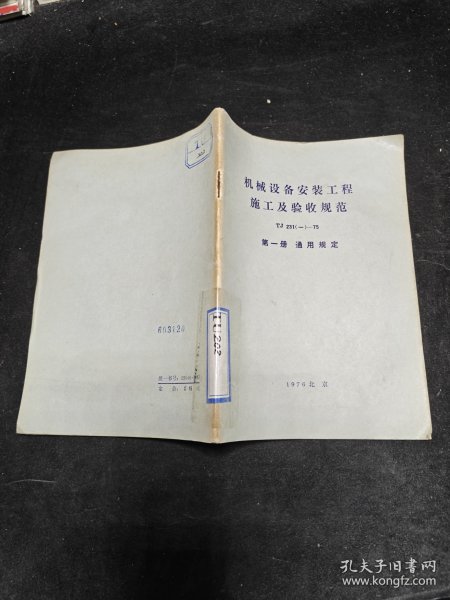 机械设备安装工程
施工及验收规范
TJ 231(一)—75
第一册 通用规定
1976 北京
TU202
603120
孔夫子旧书网
www.kongfz.com